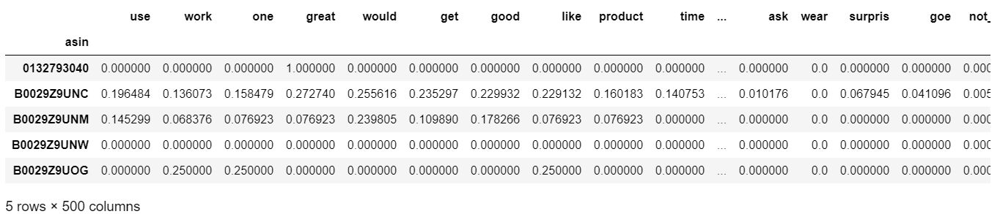 use work one great would get good like product time ... ask wear surpris goe not_
asin
0132793040 0.000000 0.000000 0.000000 1.000000 0.000000 0.000000 0.000000 0.000000 0.000000 0.000000 ... 0.000000 0.0 0.000000 0.000000 0.000
B0029Z9UNC 0.196484 0.136073 0.158479 0.272740 0.255616 0.235297 0.229932 0.229132 0.160183 0.140753 ... 0.010176 0.0 0.067945 0.041096 0.005
B0029Z9UNM 0.145299 0.068376 0.076923 0.076923 0.239805 0.109890 0.178266 0.076923 0.076923 0.000000 ... 0.000000 0.0 0.000000 0.000000 0.000
B0029Z9UNW 0.000000 0.000000 0.000000 0.000000 0.000000 0.000000 0.000000 0.000000 0.000000 0.000000 ... 0.000000 0.0 0.000000 0.000000 0.000
B0029Z9UOG 0.000000 0.250000 0.250000 0.000000 0.000000 0.000000 0.000000 0.250000 0.000000 0.000000 ... 0.000000 0.0 0.000000 0.000000 0.000
5 rows × 500 columns